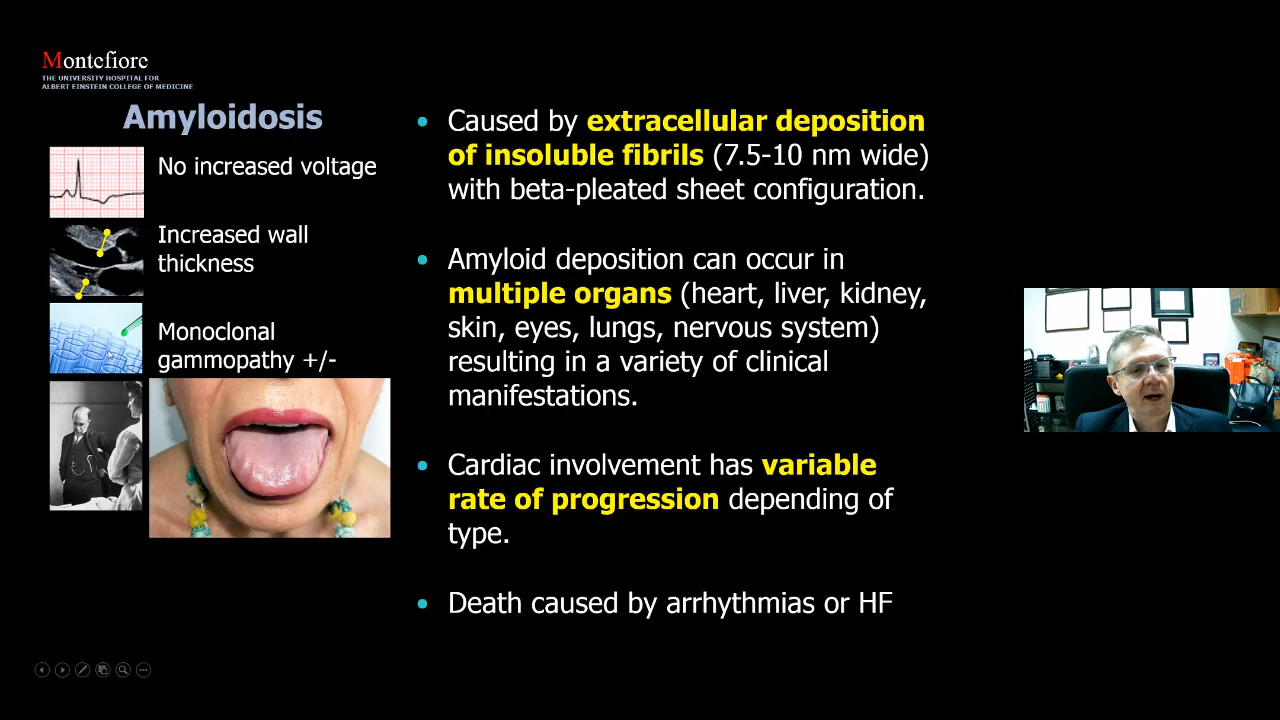 Montefiore
THE UNIVERSITY HOSPITAL FOR
ALBERT EINSTEIN COLLEGE OF MEDICINE
Amyloidosis
No increased voltage
Increased wall
thickness
Monoclonal
gammopathy +/-
• Caused by extracellular deposition
of insoluble fibrils (7.5-10 nm wide)
with beta-pleated sheet configuration.
• Amyloid deposition can occur in
multiple organs (heart, liver, kidney,
skin, eyes, lungs, nervous system)
resulting in a variety of clinical
manifestations.
• Cardiac involvement has variable
rate of progression depending of
type.
• Death caused by arrhythmias or HF